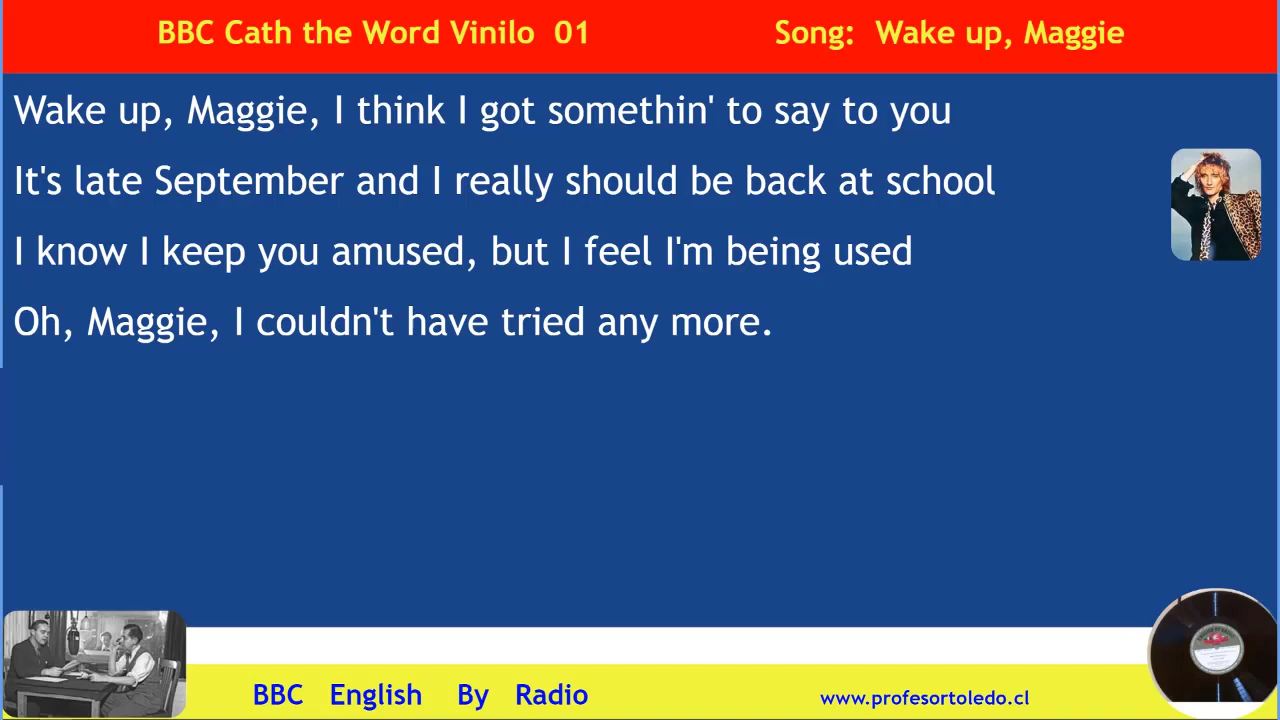 BBC Cath the Word Vinilo 01
Song: Wake up, Maggie
Wake up, Maggie, I think I got somethin' to say to you
It's late September and I really should be back at school
I know I keep you amused, but I feel I'm being used
Oh, Maggie, I couldn't have tried any more.
BBC English By Radio
www.profesortoledo.cl